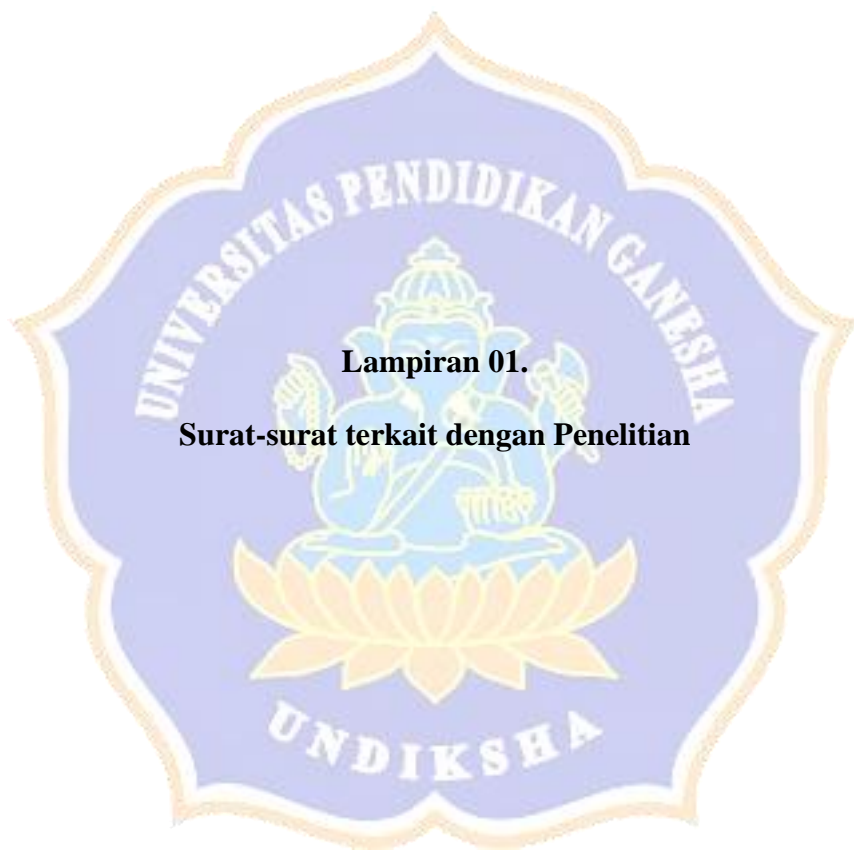 UNIVERSITAS PENDIDIKAN GANESHA
Lampiran 01.
Surat-surat terkait dengan Penelitian
UNDIKSHA